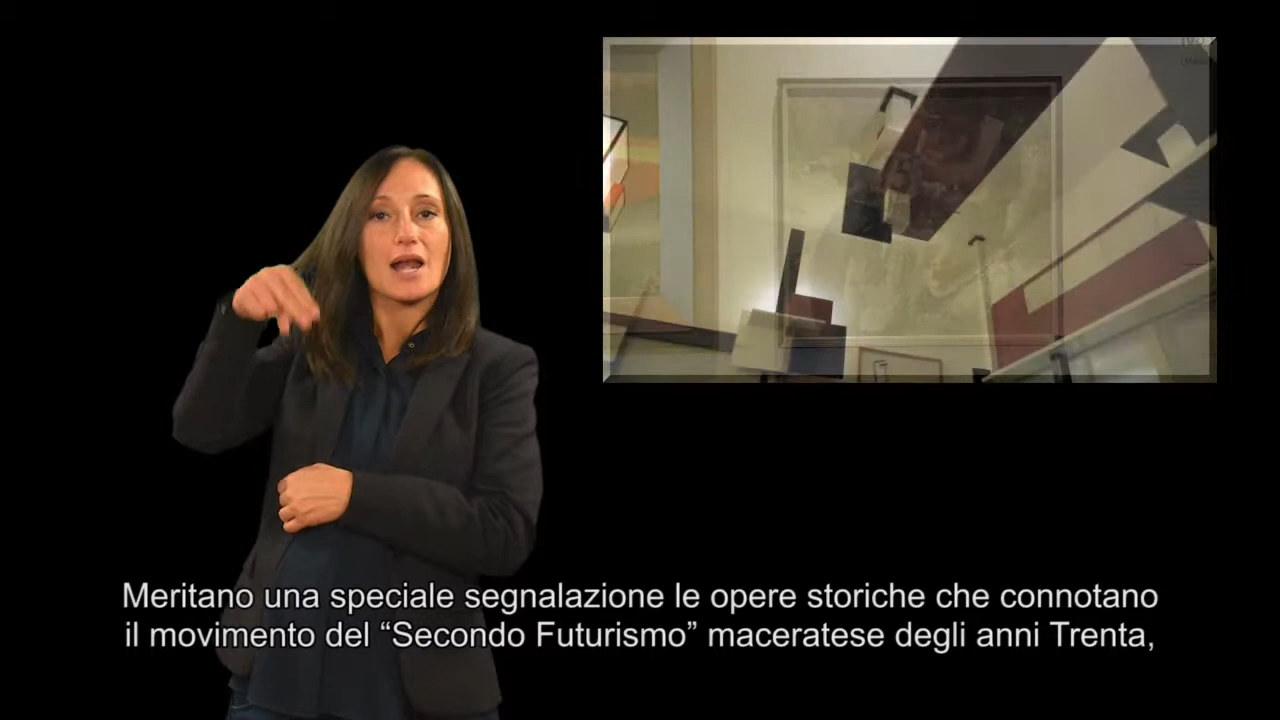 Meritano una speciale segnalazione le opere storiche che connotano
il movimento del “Secondo Futurismo” maceratese degli anni Trenta,